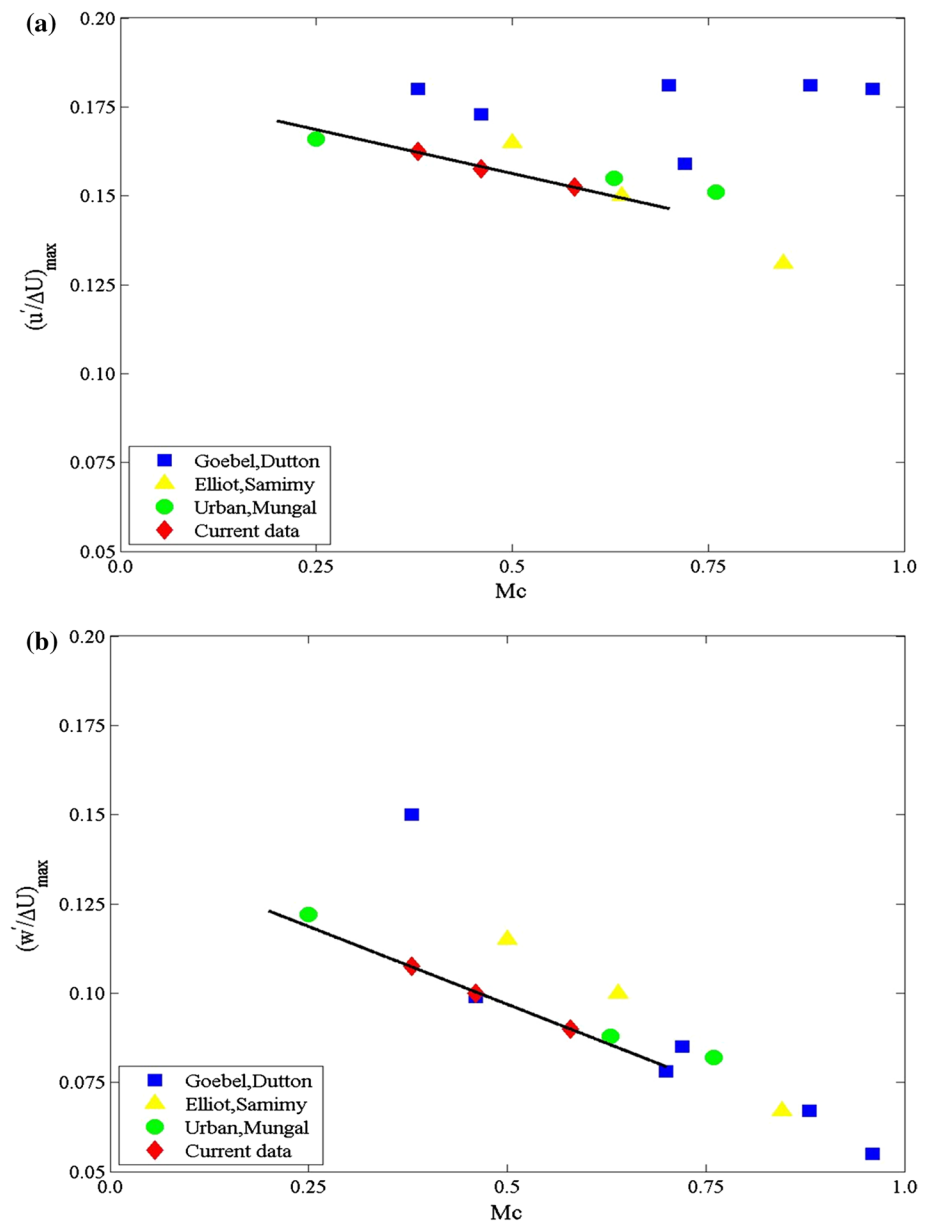 (a)
0.20
0.175
0.15
0.125
0.10
0.075
0.05
(u'/ΔU)max
Goebel,Dutton
Elliot,Samimy
Urban,Mungal
Current data
0.0 0.25 0.5 0.75 1.0
Mc
(b)
0.20
0.175
0.15
0.125
0.10
0.075
0.05
(w'/ΔU)max
Goebel,Dutton
Elliot,Samimy
Urban,Mungal
Current data
0.0 0.25 0.5 0.75 1.0
Mc